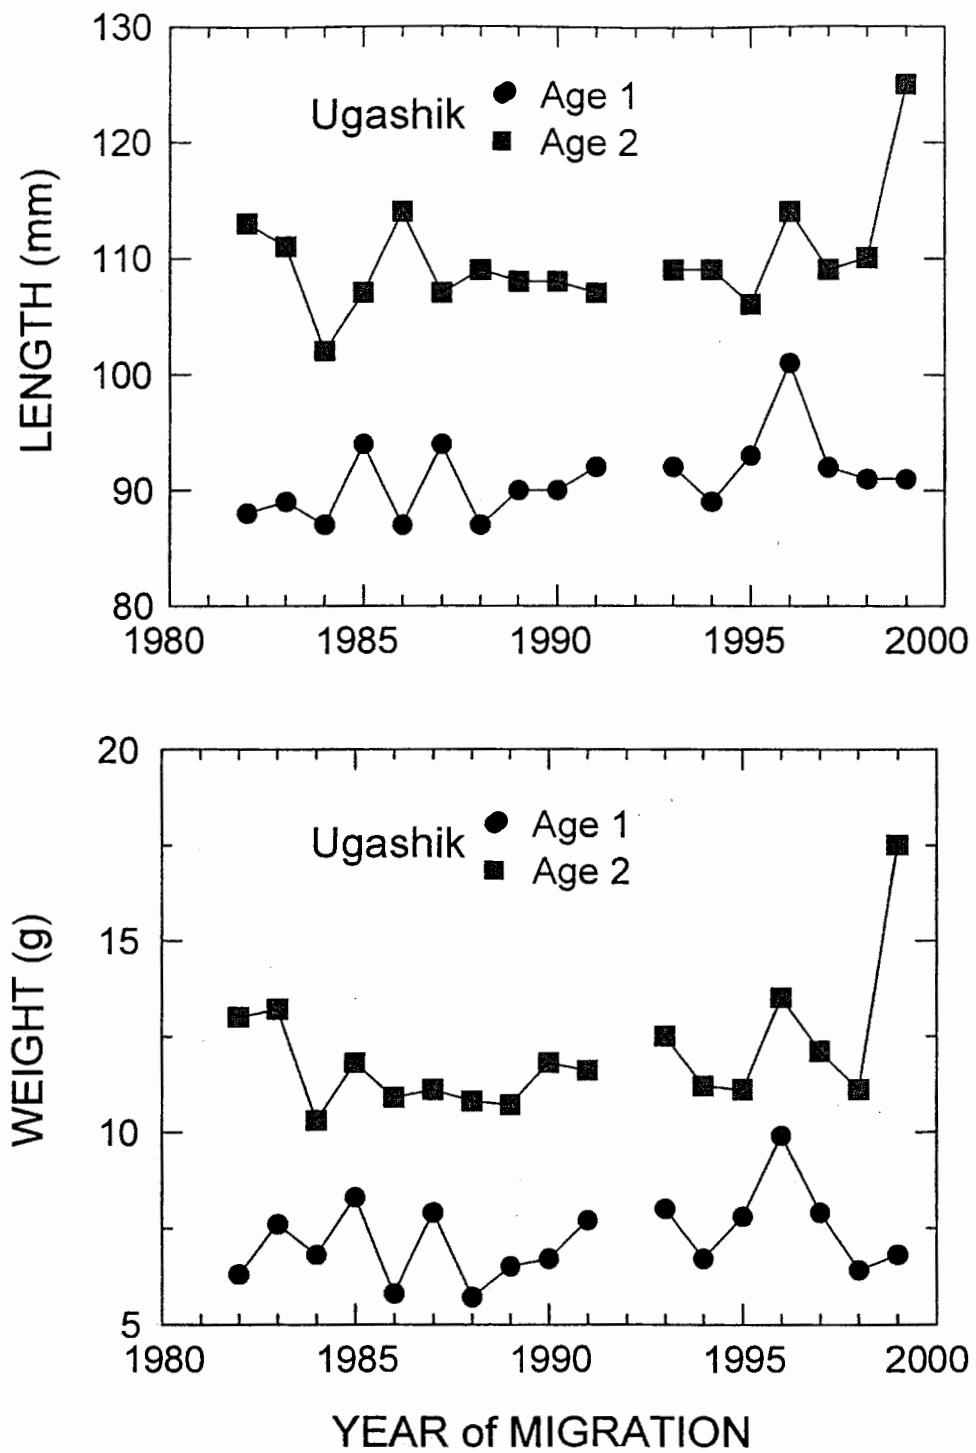 130
120
110
100
90
80
LENGTH (mm)
Ugashik
Age 1
Age 2
1980 1985 1990 1995 2000
20
15
10
5
WEIGHT (g)
Ugashik
Age 1
Age 2
1980 1985 1990 1995 2000
YEAR of MIGRATION